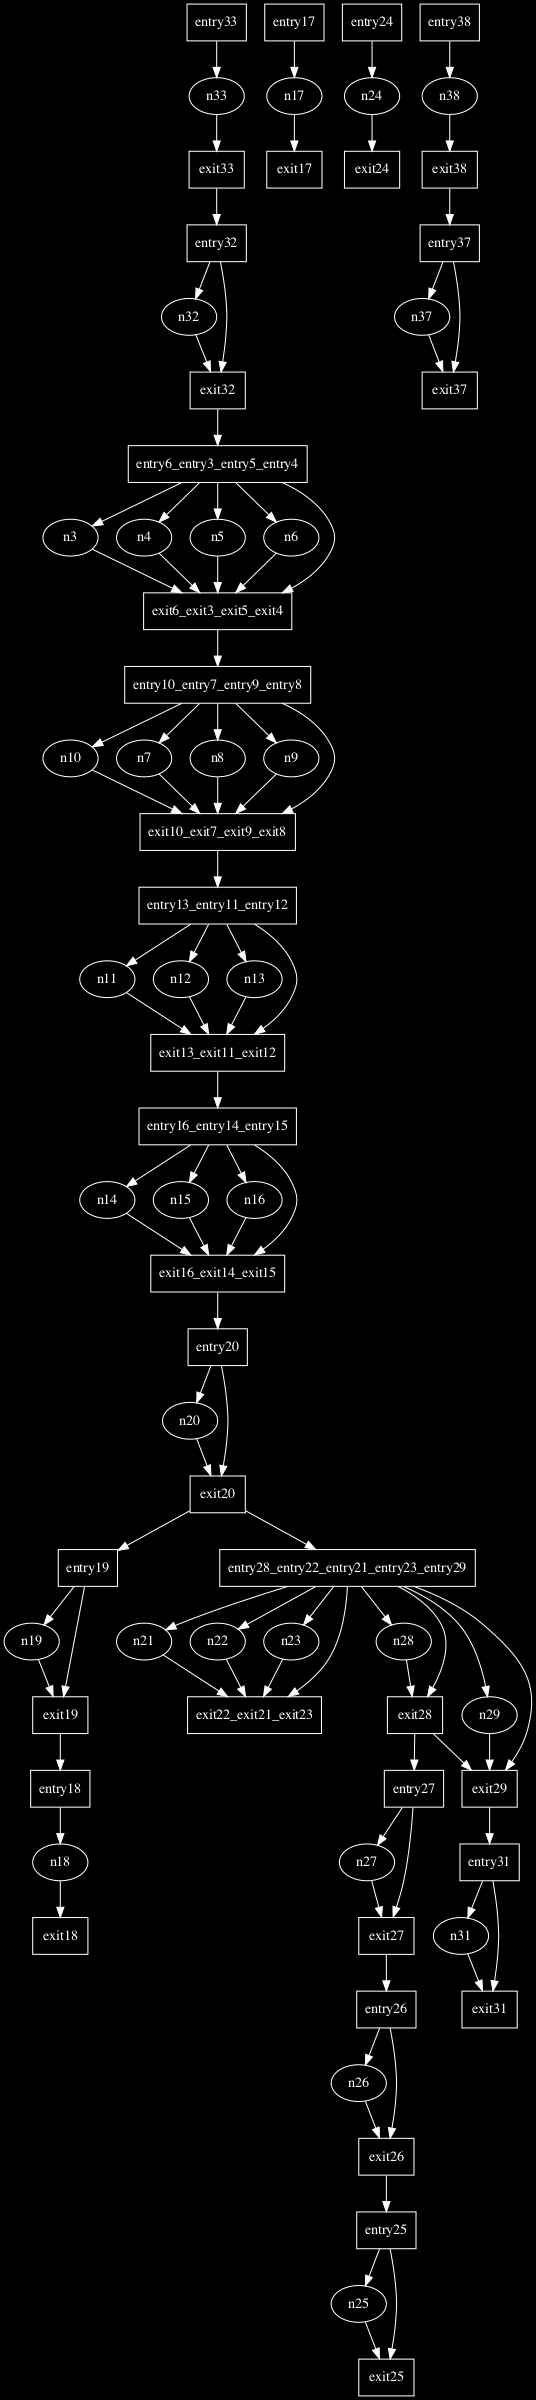 entry33 entry17 entry24 entry38
n33 n17 n24 n38
exit33 exit17 exit24 exit38
entry32 entry37
n32 n37
exit32 exit37
entry6_entry3_entry5_entry4
n3 n4 n5 n6
exit6_exit3_exit5_exit4
entry10_entry7_entry9_entry8
n10 n7 n8 n9
exit10_exit7_exit9_exit8
entry13_entry11_entry12
n11 n12 n13
exit13_exit11_exit12
entry16_entry14_entry15
n14 n15 n16
exit16_exit14_exit15
entry20
n20
exit20
entry19 entry28_entry22_entry21_entry23_entry29
n19 n21 n22 n23 n28
exit19 exit22_exit21_exit23 exit28 n29
entry18 entry27 exit29
n18 n27 entry31
exit18 exit27 n31
entry26 exit31
n26
exit26
entry25
n25
exit25